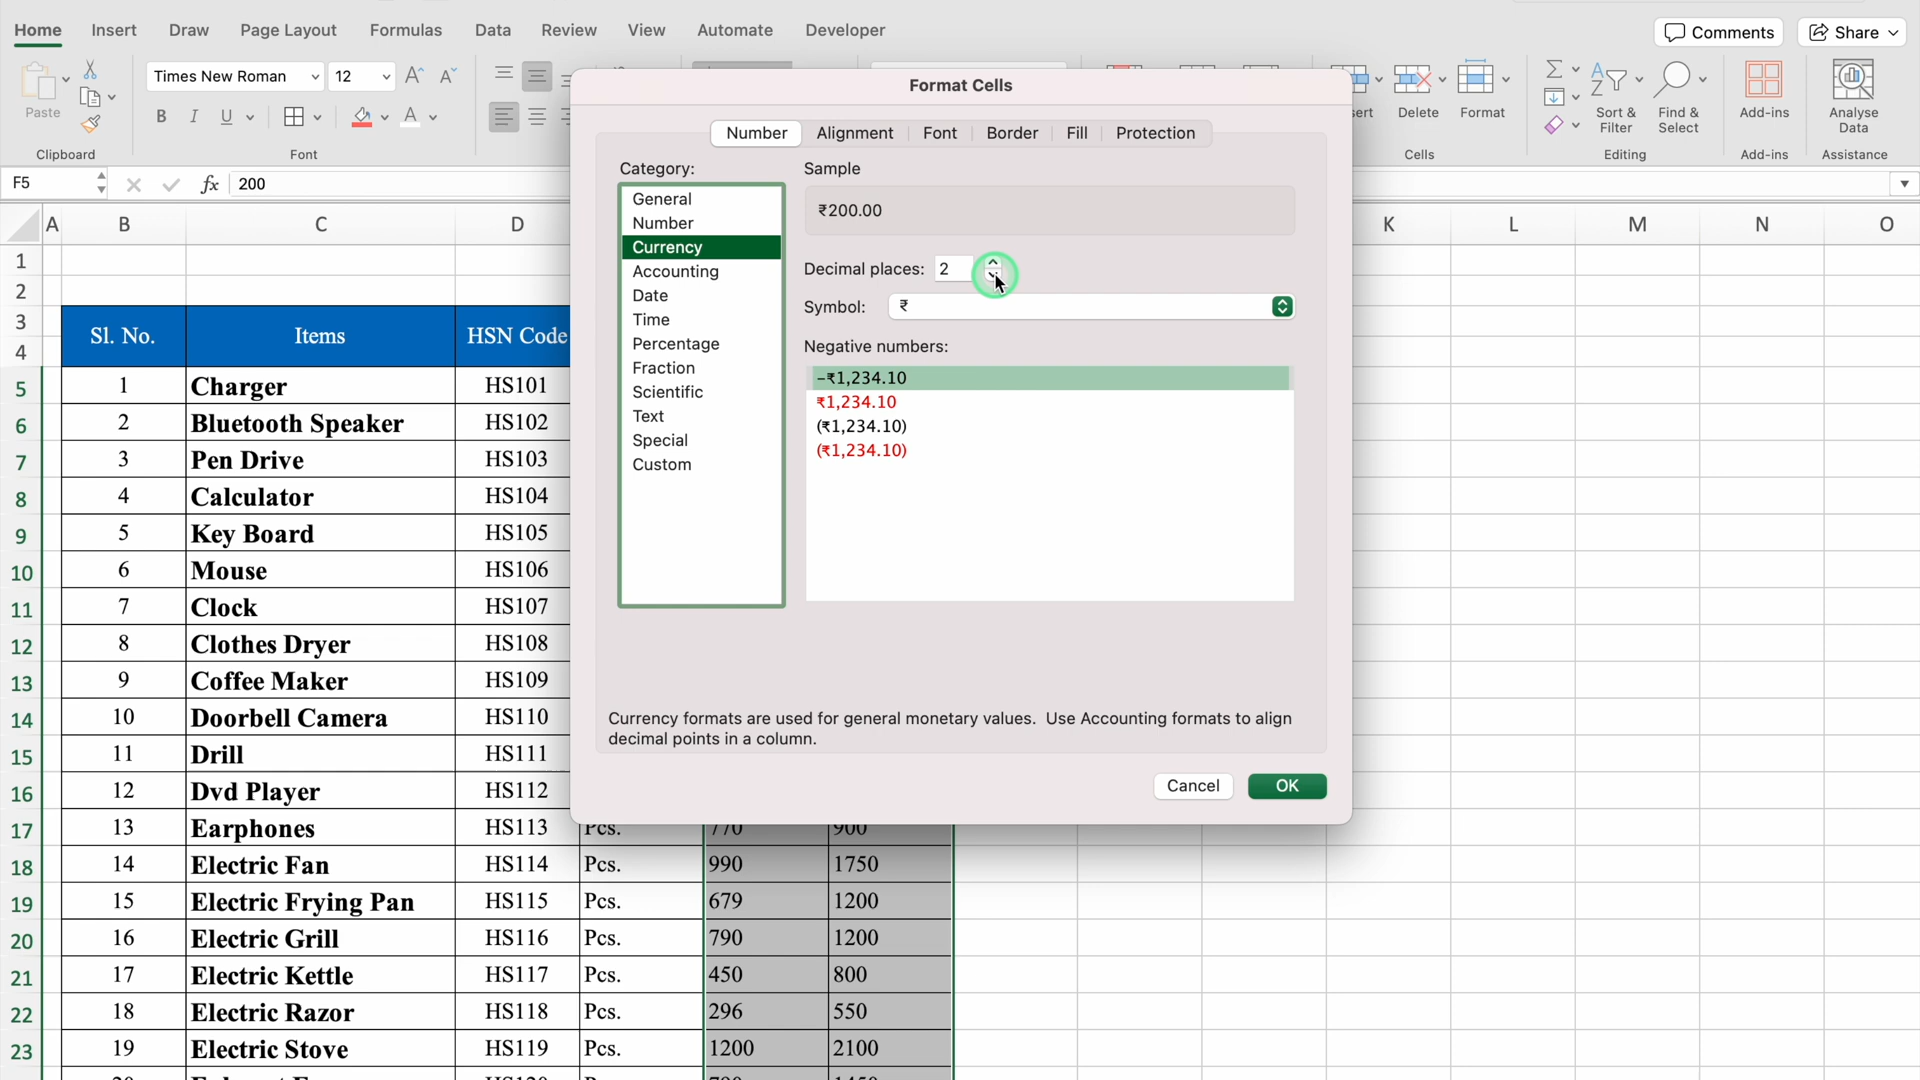 Home Insert Draw Page Layout Formulas Data Review View Automate Developer Comments Share
Times New Roman 12
Paste B I U A
Delete Format Sort & Filter Find & Select Add-ins Analyse Data
Clipboard Font Cells Editing Add-ins Assistance
F5 fx 200
A B C D K L M N O
Format Cells
Number Alignment Font Border Fill Protection
Category:
General
Number
Currency
Accounting
Date
Time
Percentage
Fraction
Scientific
Text
Special
Custom
Sample
₹200.00
Decimal places: 2
Symbol: ₹
Negative numbers:
-₹1,234.10
₹1,234.10
(₹1,234.10)
(₹1,234.10)
Currency formats are used for general monetary values. Use Accounting formats to align
decimal points in a column.
Cancel OK
1
2
3
4
Sl. No. Items HSN Code
5 1 Charger HS101
6 2 Bluetooth Speaker HS102
7 3 Pen Drive HS103
8 4 Calculator HS104
9 5 Key Board HS105
10 6 Mouse HS106
11 7 Clock HS107
12 8 Clothes Dryer HS108
13 9 Coffee Maker HS109
14 10 Doorbell Camera HS110
15 11 Drill HS111
16 12 Dvd Player HS112
17 13 Earphones HS113 Pcs. 770 900
18 14 Electric Fan HS114 Pcs. 990 1750
19 15 Electric Frying Pan HS115 Pcs. 679 1200
20 16 Electric Grill HS116 Pcs. 790 1200
21 17 Electric Kettle HS117 Pcs. 450 800
22 18 Electric Razor HS118 Pcs. 296 550
23 19 Electric Stove HS119 Pcs. 1200 2100